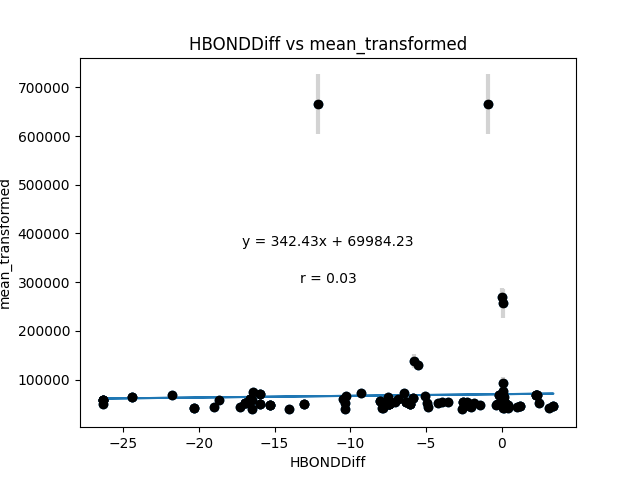 HBONDDiff vs mean_transformed
700000
600000
500000
400000
300000
200000
100000
mean_transformed
y = 342.43x + 69984.23
r = 0.03
−25
−20
−15
−10
−5
0
HBONDDiff